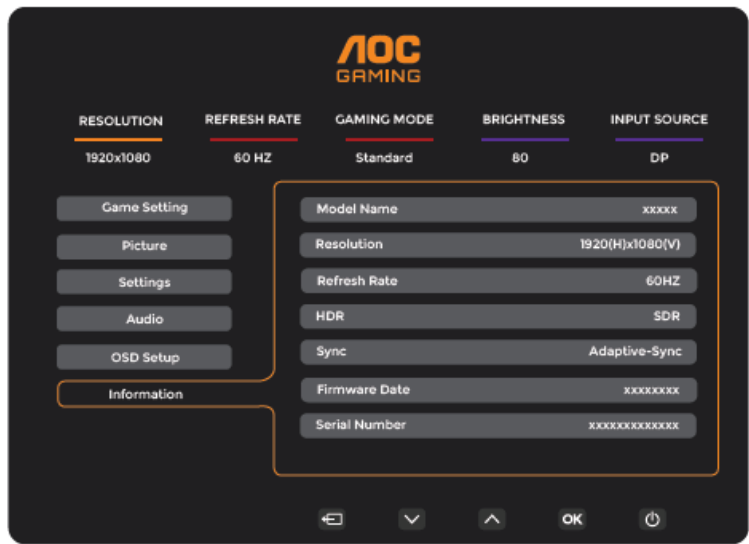 AOC
GAMING
RESOLUTION REFRESH RATE GAMING MODE BRIGHTNESS INPUT SOURCE
1920x1080 60 HZ Standard 80 DP
Game Setting
Picture
Settings
Audio
OSD Setup
Information
Model Name xxxxx
Resolution 1920(H)x1080(V)
Refresh Rate 60HZ
HDR SDR
Sync Adaptive-Sync
Firmware Date xxxxxxxx
Serial Number xxxxxxxxxxxxx
OK